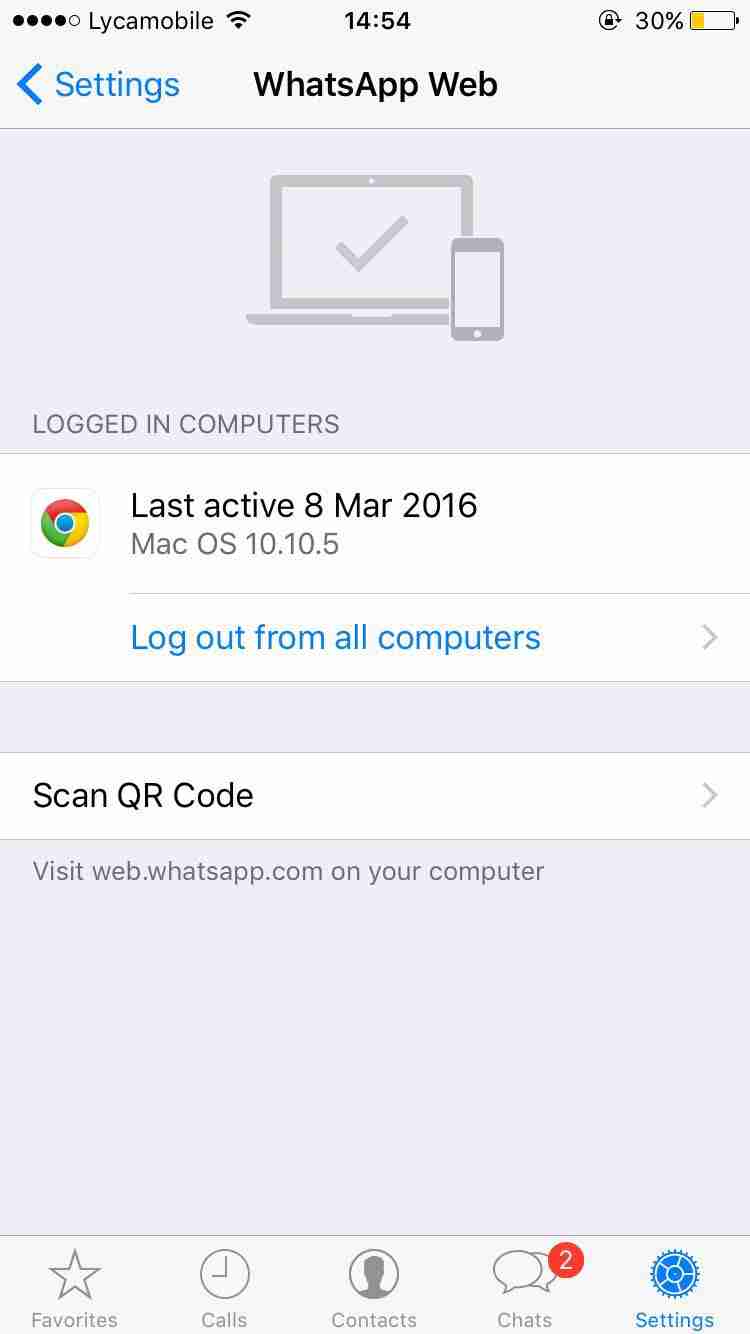 Lycamobile 14:54 30%
Settings WhatsApp Web
LOGGED IN COMPUTERS
Last active 8 Mar 2016
Mac OS 10.10.5
Log out from all computers
Scan QR Code
Visit web.whatsapp.com on your computer
2
Favorites Calls Contacts Chats Settings